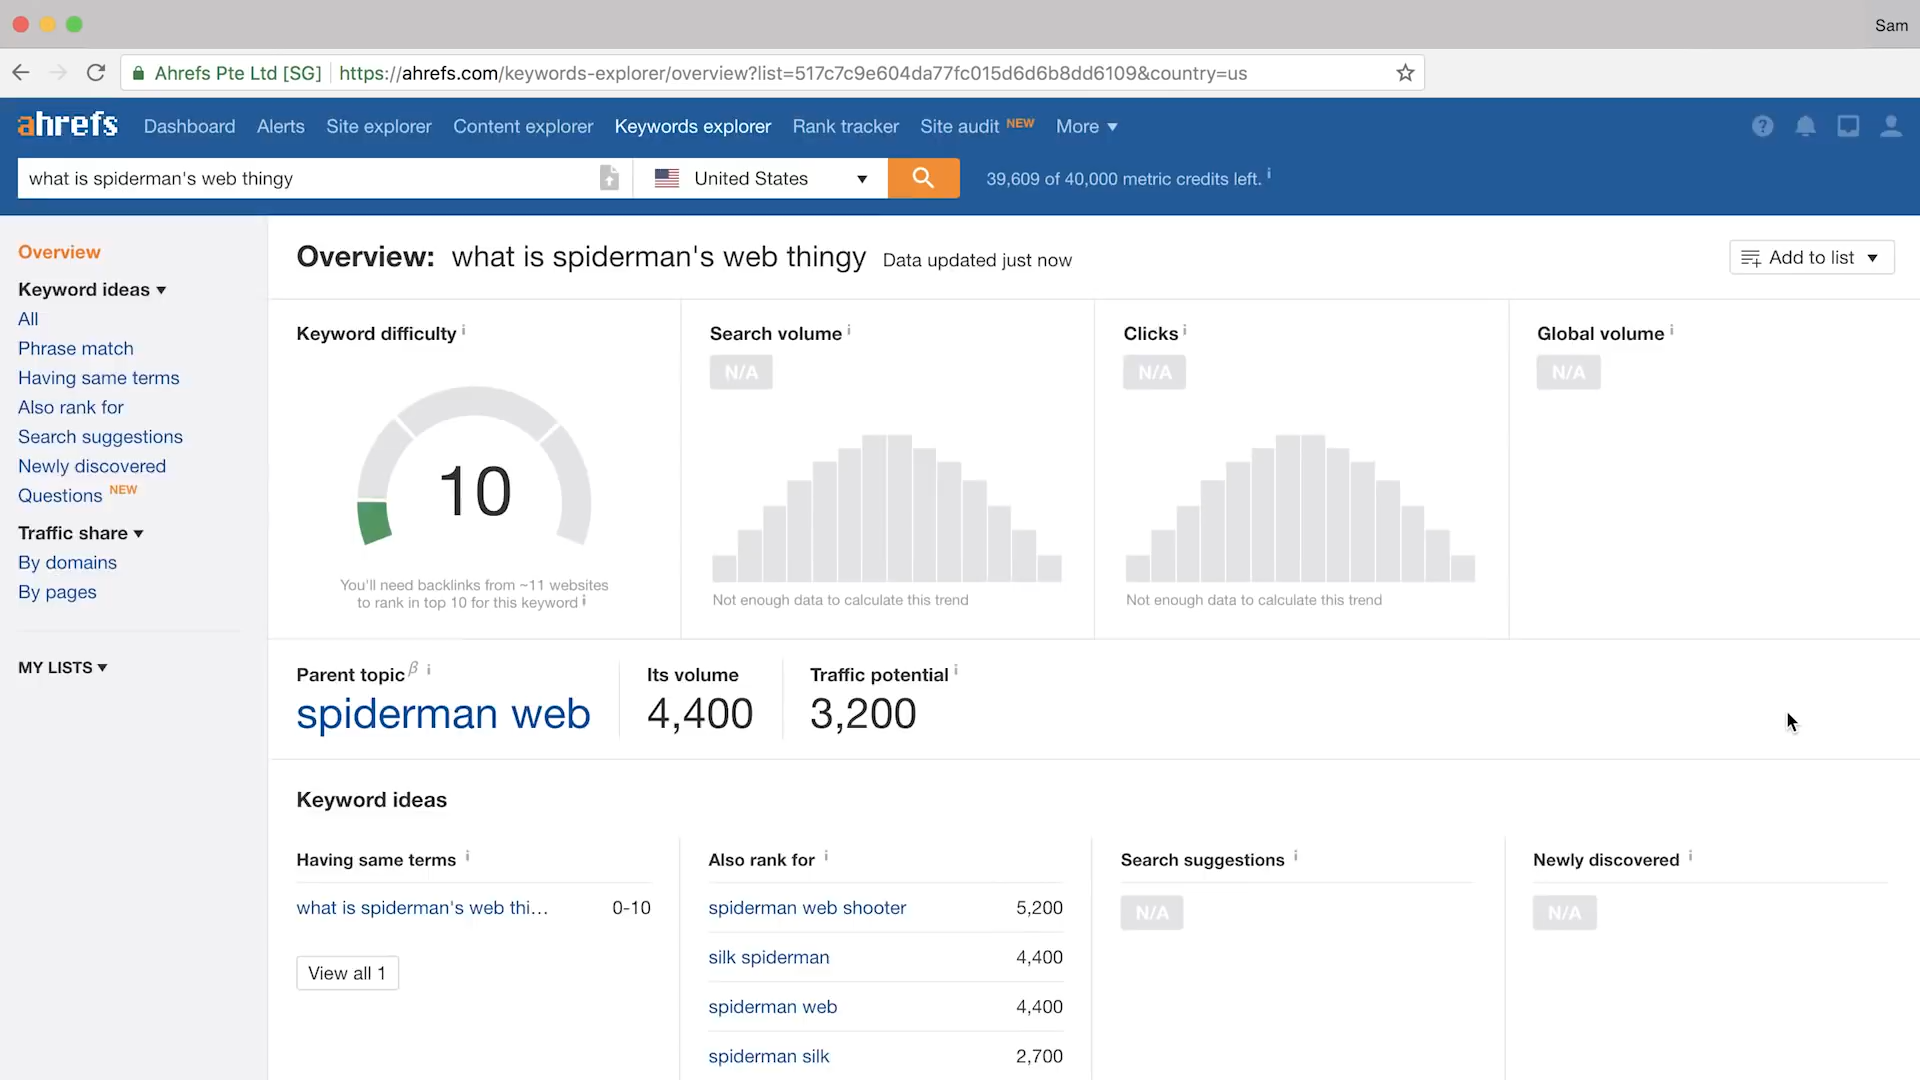 Sam
Ahrefs Pte Ltd [SG] https://ahrefs.com/keywords-explorer/overview?list=517c7c9e604da77fc015d6d6b8dd6109&country=us
ahrefs Dashboard Alerts Site explorer Content explorer Keywords explorer Rank tracker Site audit NEW More
what is spiderman's web thingy United States 39,609 of 40,000 metric credits left. i
Overview
Keyword ideas
All
Phrase match
Having same terms
Also rank for
Search suggestions
Newly discovered
Questions NEW
Traffic share
By domains
By pages
MY LISTS
Overview: what is spiderman's web thingy Data updated just now Add to list
Keyword difficulty i
10
You'll need backlinks from ~11 websites
to rank in top 10 for this keyword i
Search volume i
N/A
Not enough data to calculate this trend
Clicks i
N/A
Not enough data to calculate this trend
Global volume i
N/A
Parent topic β i
spiderman web
Its volume
4,400
Traffic potential i
3,200
Keyword ideas
Having same terms i
what is spiderman's web thi... 0-10
View all 1
Also rank for i
spiderman web shooter 5,200
silk spiderman 4,400
spiderman web 4,400
spiderman silk 2,700
Search suggestions i
N/A
Newly discovered i
N/A